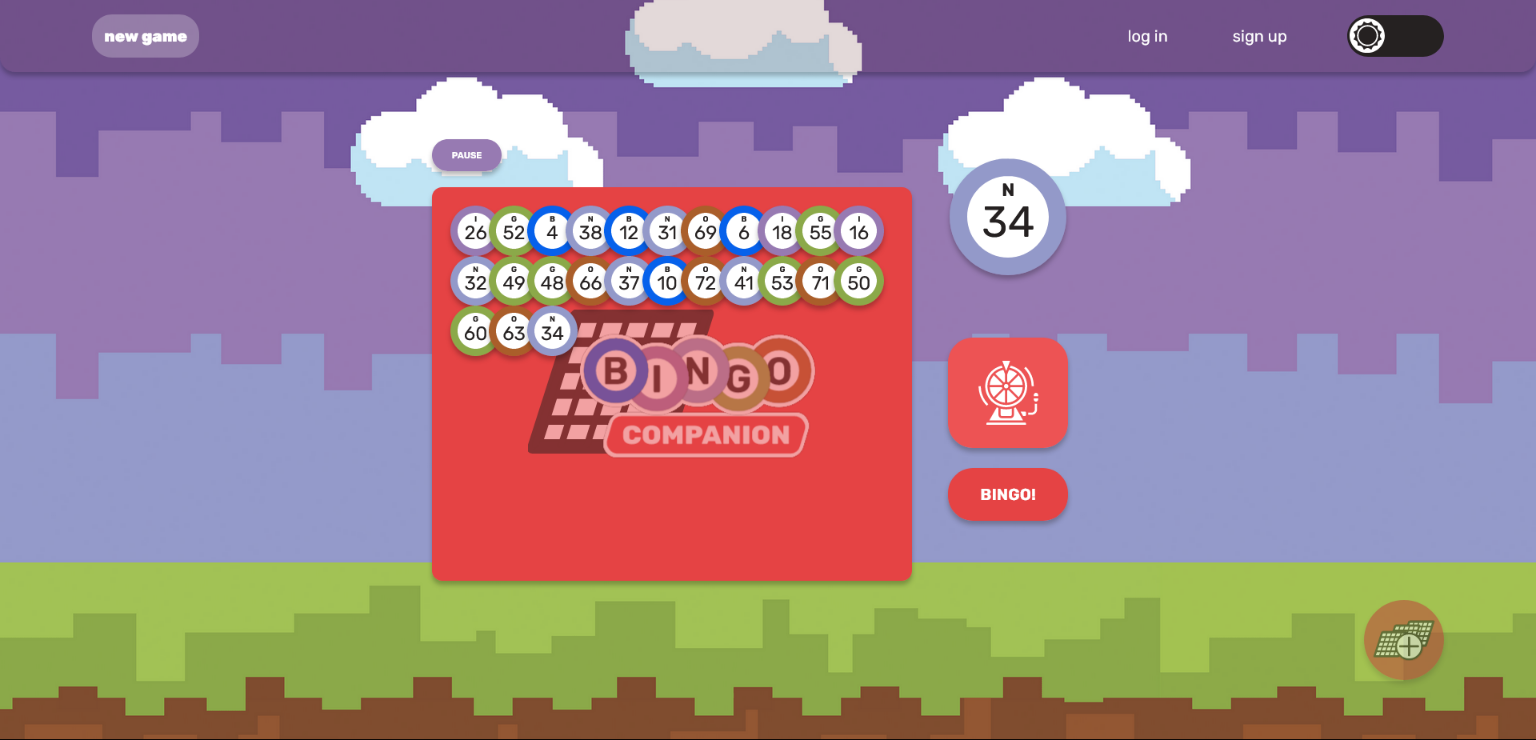 new game
log in
sign up
PAUSE
I 26 G 52 B 4 N 38 B 12 N 31 O 69 B 6 I 18 G 55 I 16
N 32 G 49 G 48 O 66 N 37 B 10 O 72 N 41 G 53 O 71 G 50
G 60 O 63 N 34
BINGO
COMPANION
N
34
BINGO!